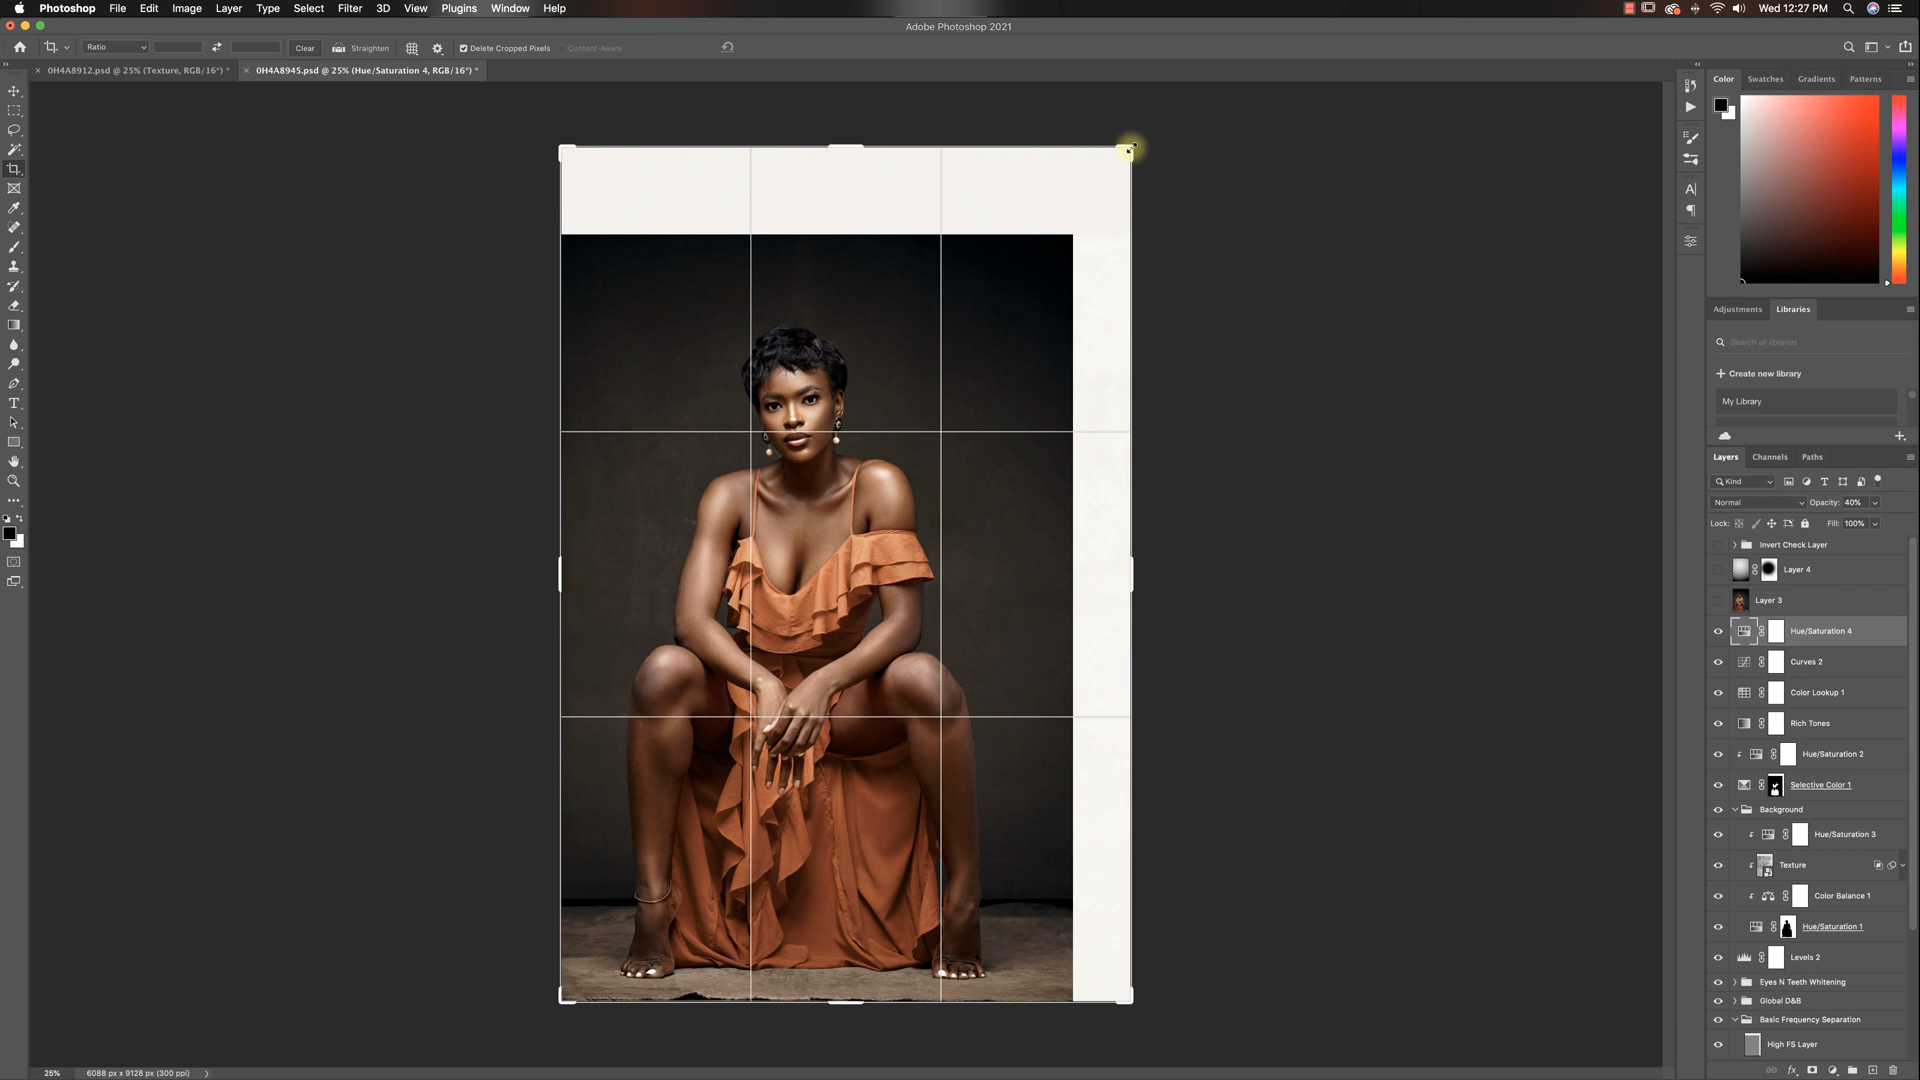 Photoshop File Edit Image Layer Type Select Filter 3D View Plugins Window Help Wed 12:27 PM
Adobe Photoshop 2021
Ratio Clear Straighten Delete Cropped Pixels Content-Aware
0H4A8912.psd @ 25% (Texture, RGB/16*) * 0H4A8945.psd @ 25% (Hue/Saturation 4, RGB/16*) *
Color Swatches Gradients Patterns
Adjustments Libraries
Search all libraries
Create new library
My Library
Layers Channels Paths
Kind
Normal Opacity: 40%
Lock: Fill: 100%
Invert Check Layer
Layer 4
Layer 3
Hue/Saturation 4
Curves 2
Color Lookup 1
Rich Tones
Hue/Saturation 2
Selective Color 1
Background
Hue/Saturation 3
Texture
Color Balance 1
Hue/Saturation 1
Levels 2
Eyes N Teeth Whitening
Global D&B
Basic Frequency Separation
High FS Layer
25% 6088 px x 9128 px (300 ppi)